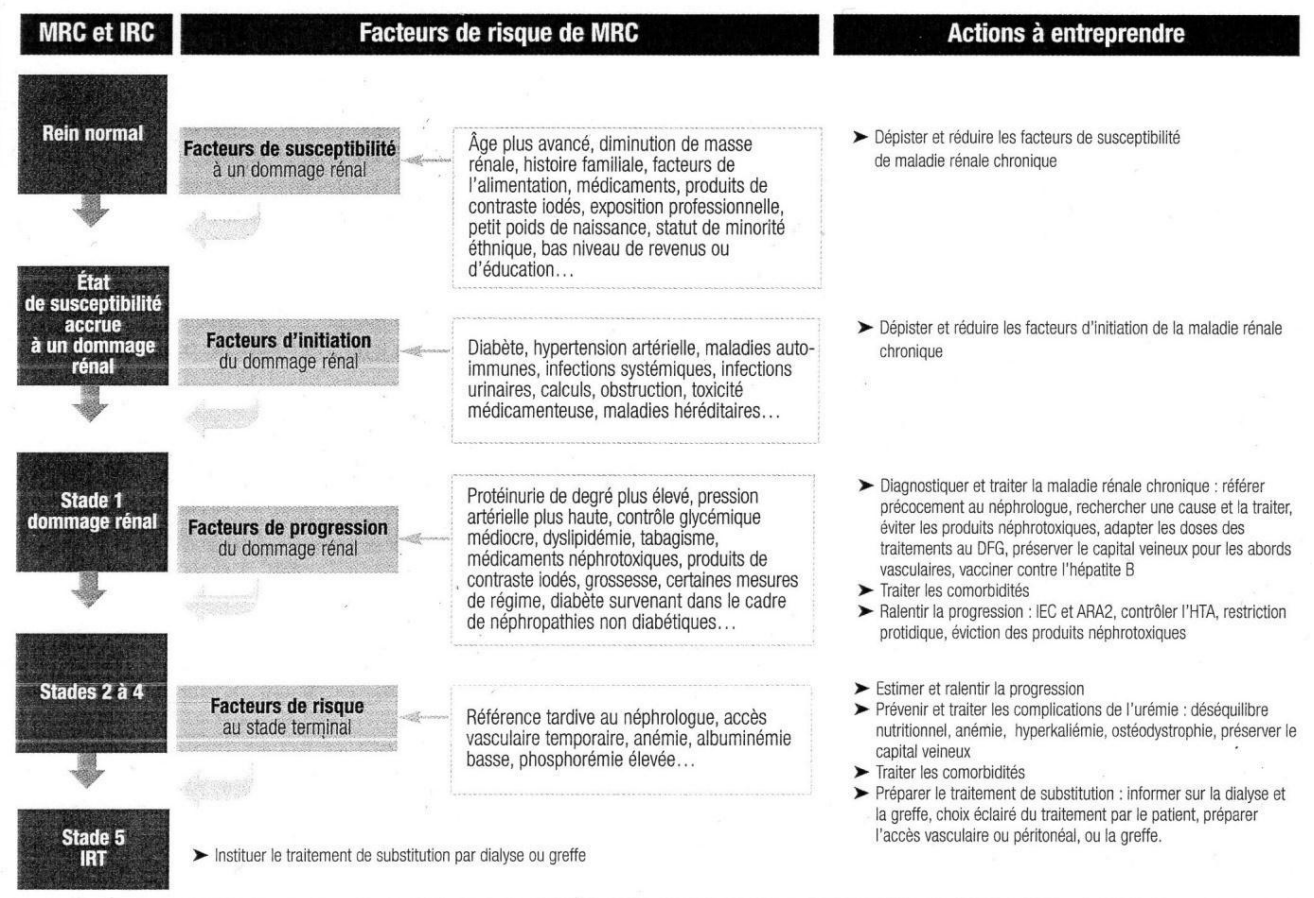 MRC et IRC
Facteurs de risque de MRC
Actions à entreprendre
Rein normal
Facteurs de susceptibilité
à un dommage rénal
Âge plus avancé, diminution de masse
rénale, histoire familiale, facteurs de
l'alimentation, médicaments, produits de
contraste iodés, exposition professionnelle,
petit poids de naissance, statut de minorité
éthnique, bas niveau de revenus ou
d'éducation...
➤ Dépister et réduire les facteurs de susceptibilité
de maladie rénale chronique
État
de susceptibilité
accrue
à un dommage
rénal
Facteurs d'initiation
du dommage rénal
Diabète, hypertension artérielle, maladies auto-
immunes, infections systémiques, infections
urinaires, calculs, obstruction, toxicité
médicamenteuse, maladies héréditaires...
➤ Dépister et réduire les facteurs d'initiation de la maladie rénale
chronique
Stade 1
dommage rénal
Facteurs de progression
du dommage rénal
Protéinurie de degré plus élevé, pression
artérielle plus haute, contrôle glycémique
médiocre, dyslipidémie, tabagisme,
médicaments néphrotoxiques, produits de
contraste iodés, grossesse, certaines mesures
de régime, diabète survenant dans le cadre
de néphropathies non diabétiques...
➤ Diagnostiquer et traiter la maladie rénale chronique : référer
précocement au néphrologue, rechercher une cause et la traiter,
éviter les produits néphrotoxiques, adapter les doses des
traitements au DFG, préserver le capital veineux pour les abords
vasculaires, vacciner contre l'hépatite B
➤ Traiter les comorbidités
➤ Ralentir la progression : IEC et ARA2, contrôler l'HTA, restriction
protidique, éviction des produits néphrotoxiques
Stades 2 à 4
Facteurs de risque
au stade terminal
Référence tardive au néphrologue, accès
vasculaire temporaire, anémie, albuminémie
basse, phosphorémie élevée...
➤ Estimer et ralentir la progression
➤ Prévenir et traiter les complications de l'urémie : déséquilibre
nutritionnel, anémie, hyperkaliémie, ostéodystrophie, préserver le
capital veineux
➤ Traiter les comorbidités
➤ Préparer le traitement de substitution : informer sur la dialyse et
la greffe, choix éclairé du traitement par le patient, préparer
l'accès vasculaire ou péritonéal, ou la greffe.
Stade 5
IRT
➤ Instituer le traitement de substitution par dialyse ou greffe